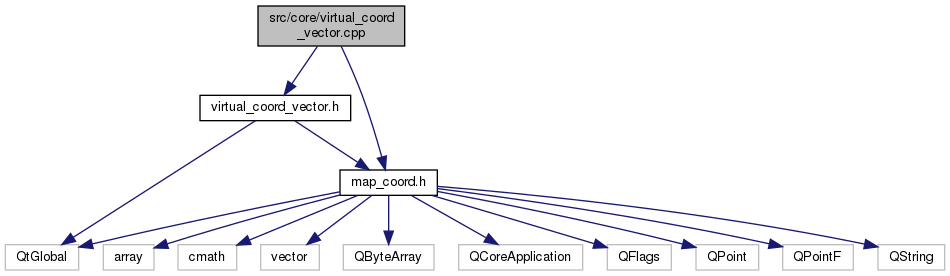 src/core/virtual_coord
_vector.cpp
virtual_coord_vector.h
map_coord.h
QtGlobal
array
cmath
vector
QByteArray
QCoreApplication
QFlags
QPoint
QPointF
QString